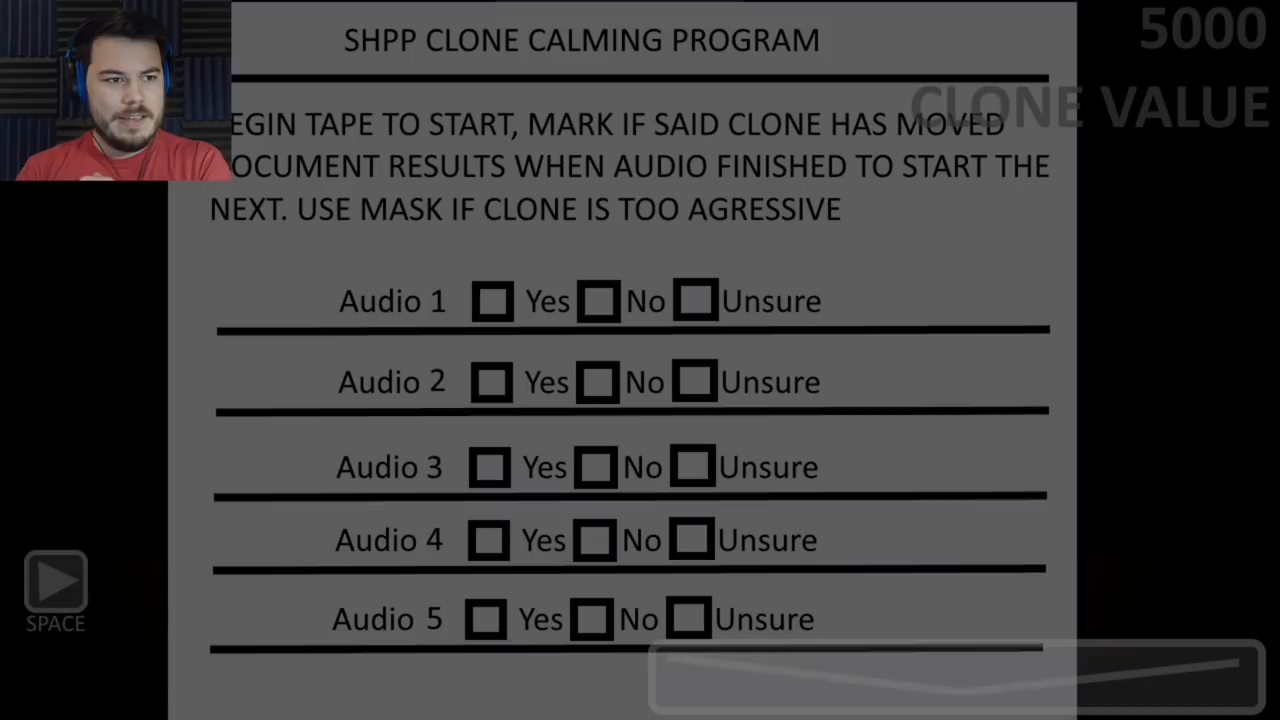 SHPP CLONE CALMING PROGRAM
5000
CLONE VALUE
EGIN TAPE TO START, MARK IF SAID CLONE HAS MOVED
OCUMENT RESULTS WHEN AUDIO FINISHED TO START THE
NEXT. USE MASK IF CLONE IS TOO AGRESSIVE
Audio 1 Yes No Unsure
Audio 2 Yes No Unsure
Audio 3 Yes No Unsure
Audio 4 Yes No Unsure
Audio 5 Yes No Unsure
SPACE